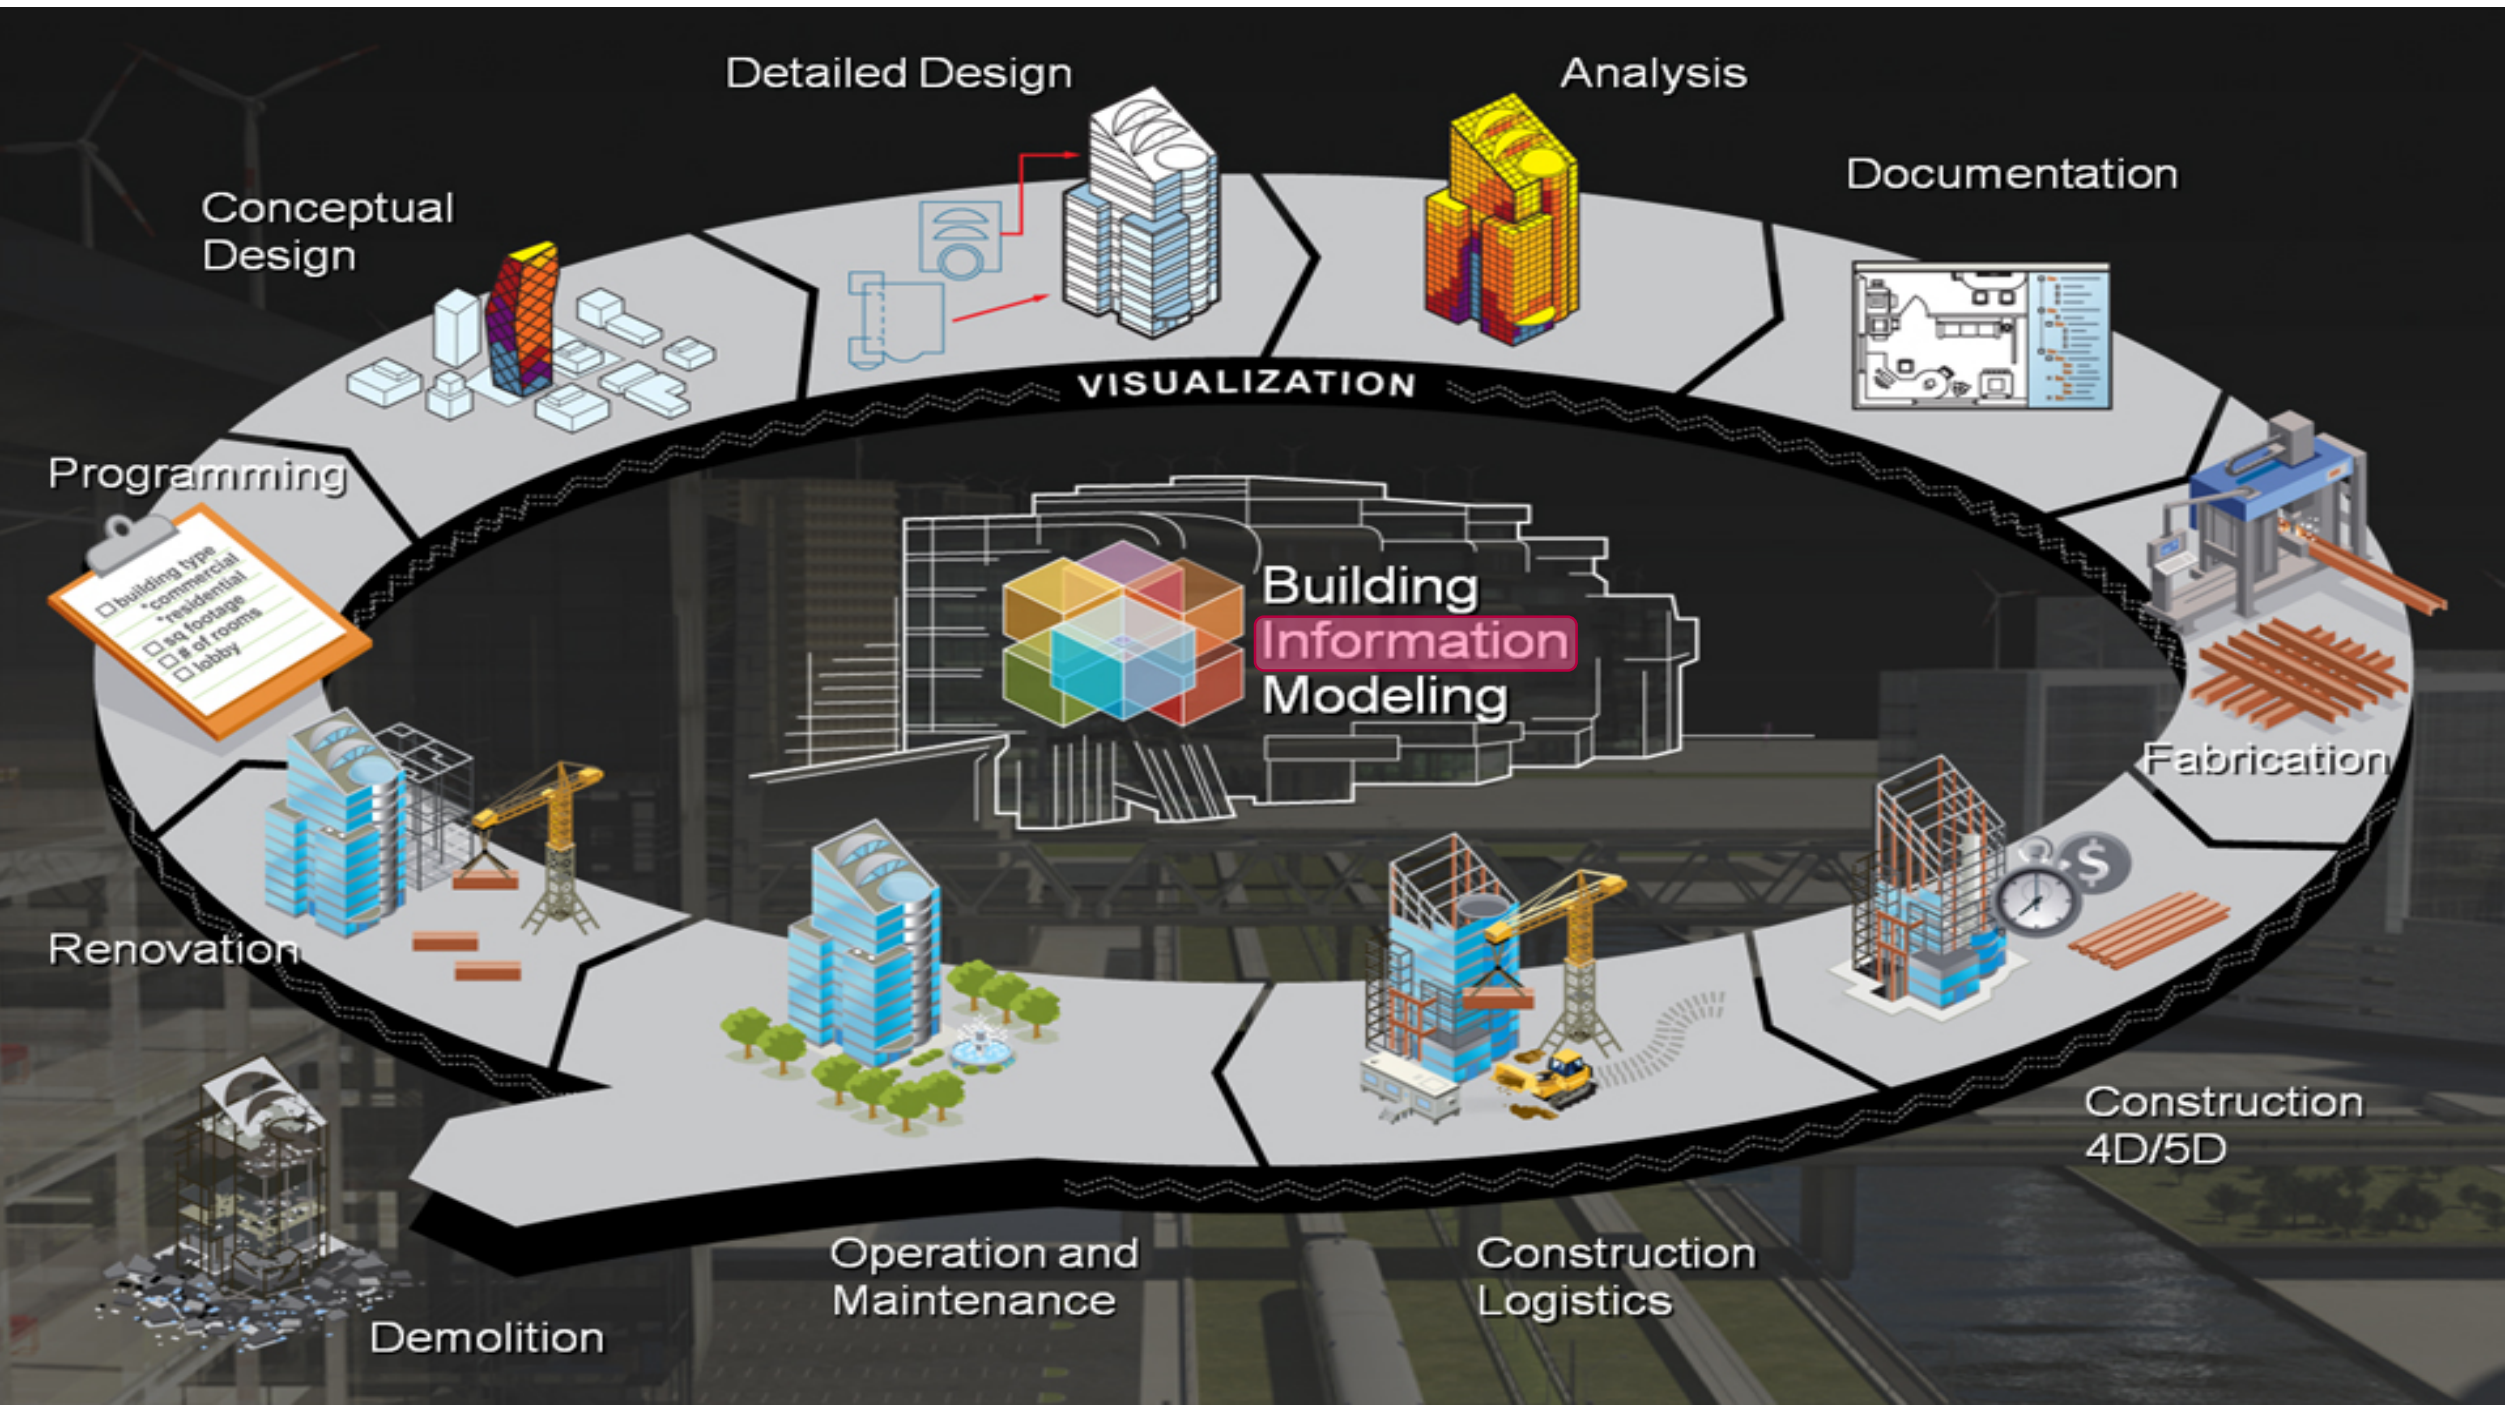 Detailed Design
Analysis
Documentation
Conceptual
Design
VISUALIZATION
Programming
building type
*commercial
*residential
sq footage
# of rooms
lobby
Building
Information
Modeling
Fabrication
$
Renovation
Construction
4D/5D
Operation and
Maintenance
Construction
Logistics
Demolition